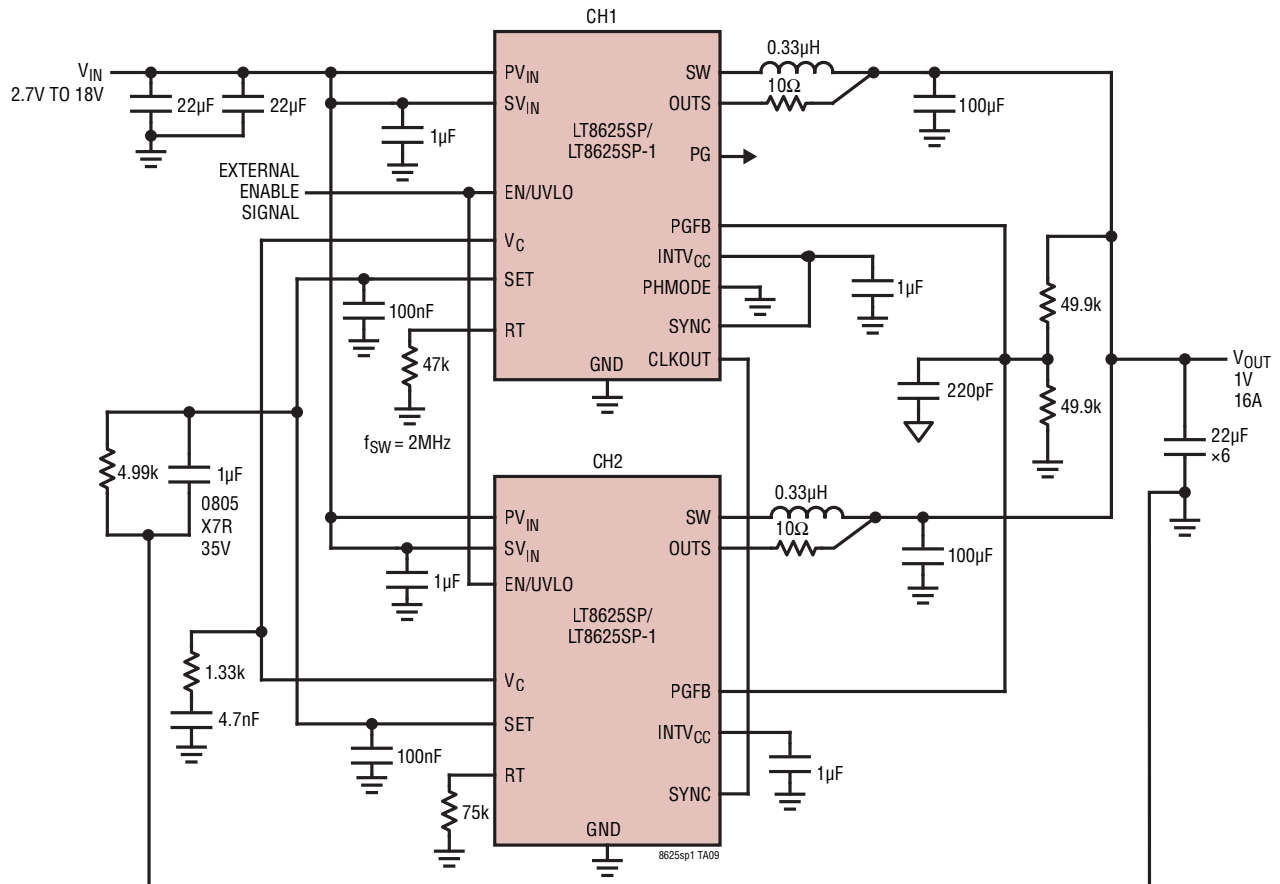 CH1
V_IN
2.7V TO 18V
22µF
22µF
1µF
EXTERNAL
ENABLE
SIGNAL
PV_IN
SV_IN
EN/UVLO
V_C
SET
RT
LT8625SP/
LT8625SP-1
GND
SW
OUTS
PG
PGFB
INTV_CC
PHMODE
SYNC
CLKOUT
0.33µH
10Ω
100µF
1µF
100nF
47k
f_SW = 2MHz
220pF
49.9k
49.9k
V_OUT
1V
16A
22µF
×6
4.99k
1µF
0805
X7R
35V
CH2
PV_IN
SV_IN
EN/UVLO
V_C
SET
RT
LT8625SP/
LT8625SP-1
GND
SW
OUTS
PGFB
INTV_CC
SYNC
0.33µH
10Ω
100µF
1µF
1.33k
4.7nF
100nF
75k
1µF
8625sp1 TA09